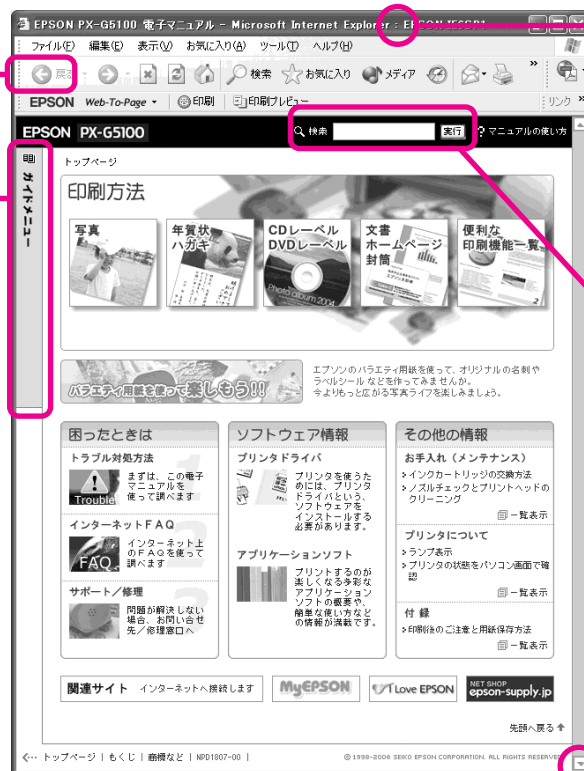 EPSON PX-G5100 電子マニュアル - Microsoft Internet Explorer : EPSON IESSP1
ファイル(F) 編集(E) 表示(V) お気に入り(A) ツール(T) ヘルプ(H)
戻る 検索 お気に入り メディア »
EPSON Web-To-Page 印刷 印刷プレビュー リンク »
EPSON PX-G5100 検索 実行 ? マニュアルの使い方
ガイドメニュー
トップページ
印刷方法
写真
年賀状
ハガキ
CDレーベル
DVDレーベル
Photo album 2004
文書
ホームページ
封筒
便利な
印刷機能一覧
バラエティ用紙を使って楽しもう!!
エプソンのバラエティ用紙を使って、オリジナルの名刺や
ラベルシールなどを作ってみませんか。
今よりもっと広がる写真ライフを楽しみましょう。
困ったときは
トラブル対処方法
Trouble
1
まずは、この電子
マニュアルを
使って調べます
インターネットFAQ
FAQ
2
インターネット上
のFAQを使って
調べます
サポート/修理
3
問題が解決しない
場合、お問い合せ
先/修理窓口へ
ソフトウェア情報
プリンタドライバ
プリンタを使うた
めには、プリンタ
ドライバという、
ソフトウェアを
インストールする
必要があります。
アプリケーションソフト
プリントするのが
楽しくなる多彩な
アプリケーション
ソフトの概要や、
簡単な使い方など
の情報が満載です。
その他の情報
お手入れ(メンテナンス)
>インクカートリッジの交換方法
>ノズルチェックとプリントヘッドの
クリーニング
一覧表示
プリンタについて
>ランプ表示
>プリンタの状態をパソコン画面で確
認
一覧表示
付 録
>印刷後のご注意と用紙保存方法
一覧表示
関連サイト インターネットへ接続します MyEPSON I Love EPSON NET SHOP epson-supply.jp
先頭へ戻る
トップページ | もくじ | 商標など | NPD1807-00 | © 1998-2006 SEIKO EPSON CORPORATION. ALL RIGHTS RESERVED